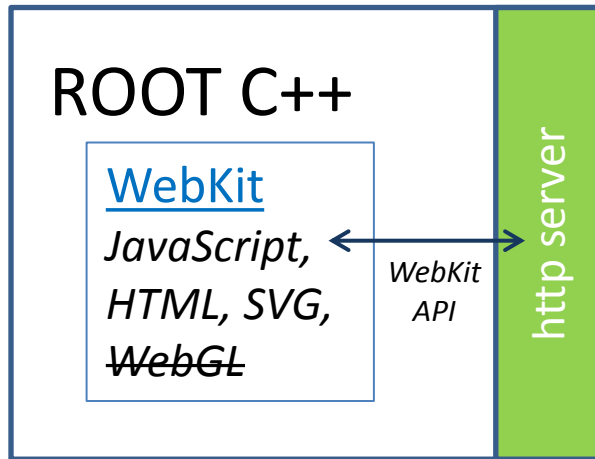 ROOT C++
WebKit
JavaScript,
HTML, SVG,
WebGL
WebKit
API
http server